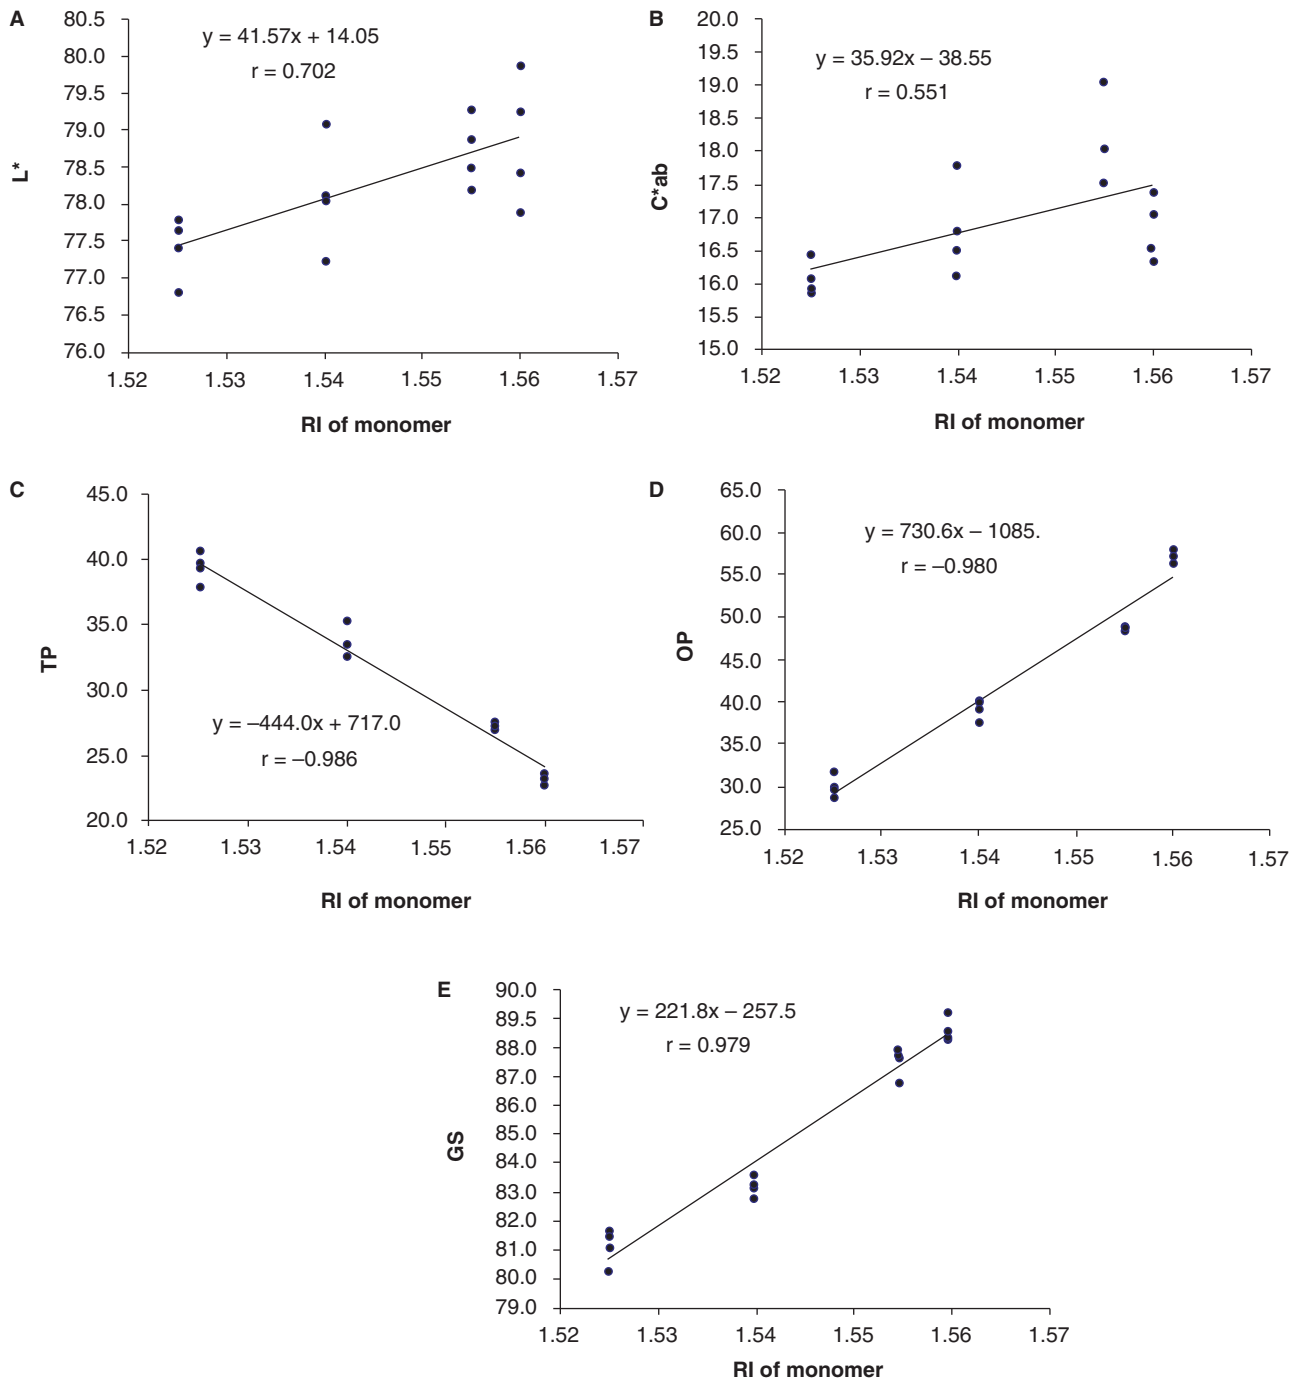 A
80.5
80.0
79.5
79.0
78.5
78.0
77.5
77.0
76.5
76.0
L*
y = 41.57x + 14.05
r = 0.702
1.52 1.53 1.54 1.55 1.56 1.57
RI of monomer
B
20.0
19.5
19.0
18.5
18.0
17.5
17.0
16.5
16.0
15.5
15.0
C*ab
y = 35.92x – 38.55
r = 0.551
1.52 1.53 1.54 1.55 1.56 1.57
RI of monomer
C
45.0
40.0
35.0
30.0
25.0
20.0
TP
y = –444.0x + 717.0
r = –0.986
1.52 1.53 1.54 1.55 1.56 1.57
RI of monomer
D
65.0
60.0
55.0
50.0
45.0
40.0
35.0
30.0
25.0
OP
y = 730.6x – 1085.
r = –0.980
1.52 1.53 1.54 1.55 1.56 1.57
RI of monomer
E
90.0
89.5
88.0
87.0
86.0
85.0
84.0
83.0
82.0
81.0
80.0
79.0
GS
y = 221.8x – 257.5
r = 0.979
1.52 1.53 1.54 1.55 1.56 1.57
RI of monomer